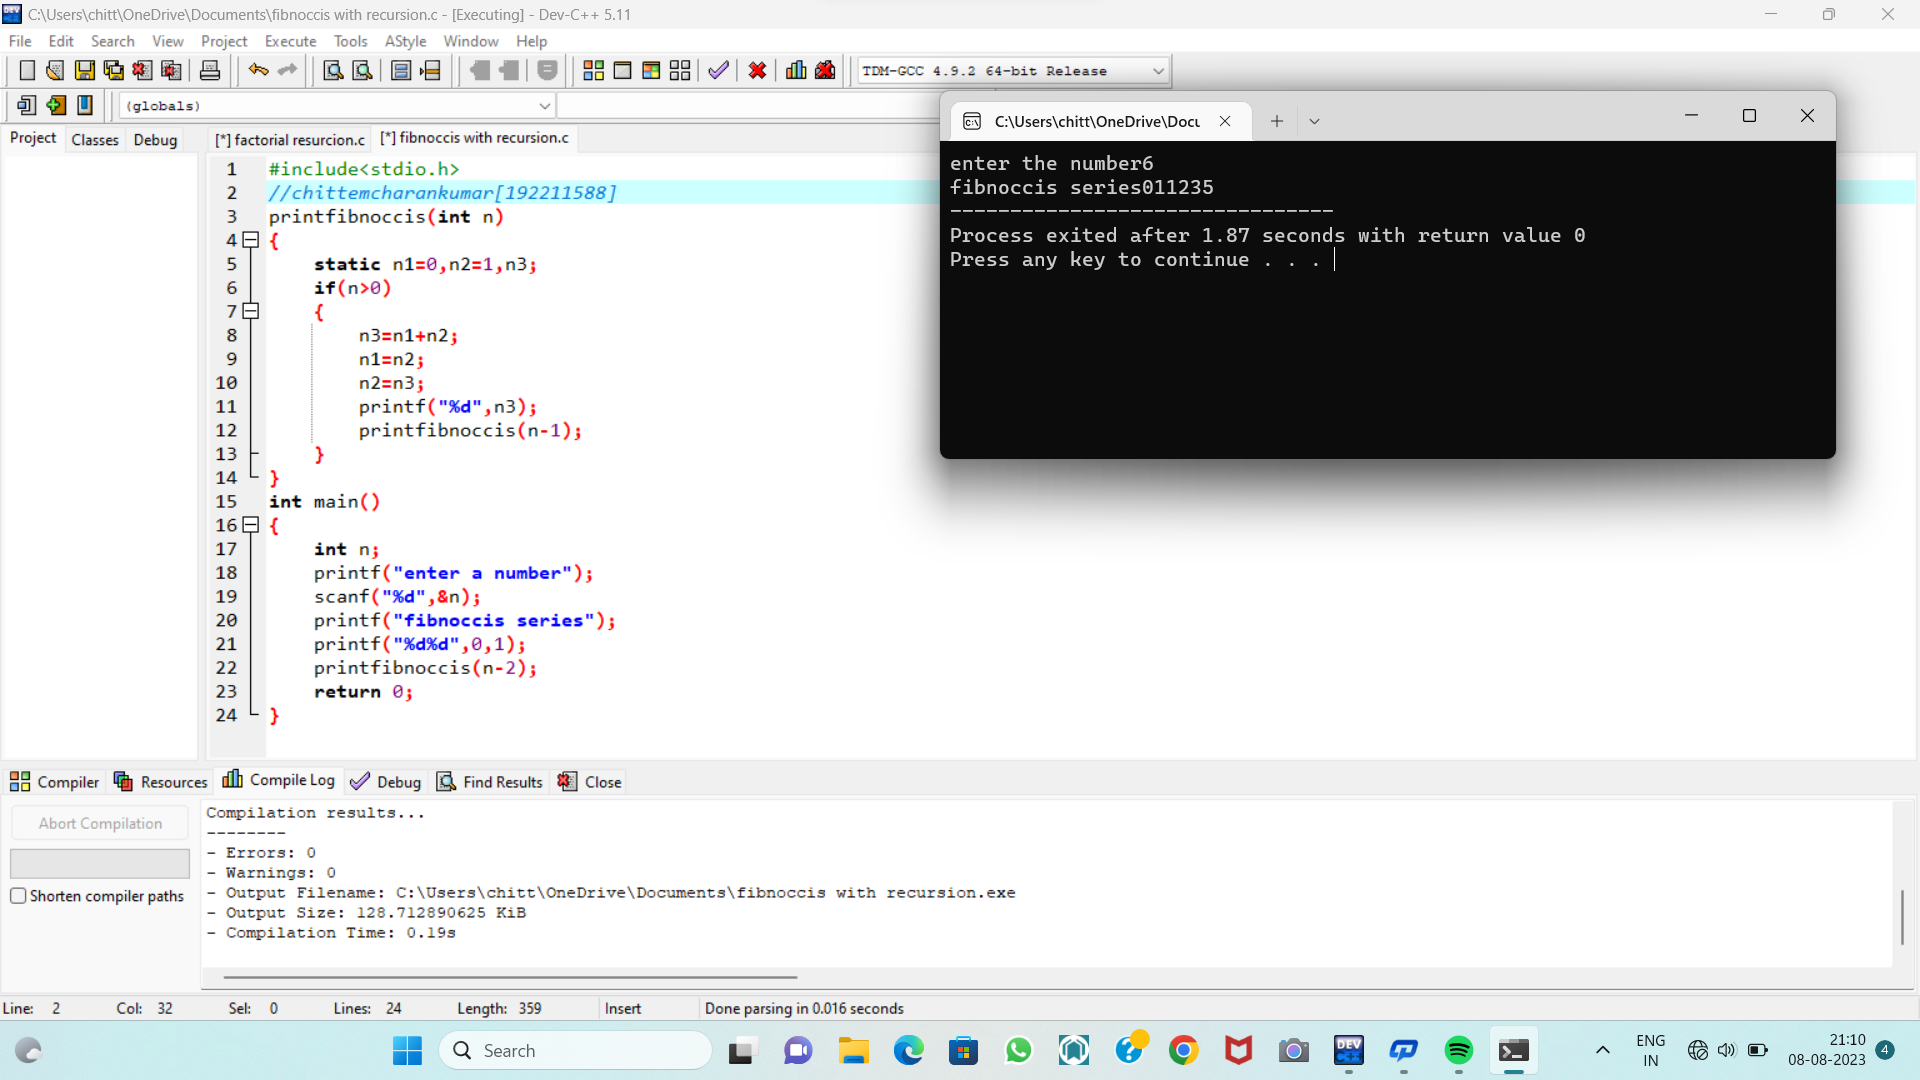 C:\Users\chitt\OneDrive\Documents\fibnoccis with recursion.c - [Executing] - Dev-C++ 5.11
File Edit Search View Project Execute Tools AStyle Window Help
TDM-GCC 4.9.2 64-bit Release
(globals)
Project Classes Debug
[*] factorial resurcion.c [*] fibnoccis with recursion.c
1 #include<stdio.h>
2 //chittemcharankumar[192211588]
3 printfibnoccis(int n)
4 {
5 static n1=0,n2=1,n3;
6 if(n>0)
7 {
8 n3=n1+n2;
9 n1=n2;
10 n2=n3;
11 printf("%d",n3);
12 printfibnoccis(n-1);
13 }
14 }
15 int main()
16 {
17 int n;
18 printf("enter a number");
19 scanf("%d",&n);
20 printf("fibnoccis series");
21 printf("%d%d",0,1);
22 printfibnoccis(n-2);
23 return 0;
24 }
C:\Users\chitt\OneDrive\Docu
enter the number6
fibnoccis series011235
--------------------------------
Process exited after 1.87 seconds with return value 0
Press any key to continue . . .
Compiler Resources Compile Log Debug Find Results Close
Abort Compilation
Shorten compiler paths
Compilation results...
--------
- Errors: 0
- Warnings: 0
- Output Filename: C:\Users\chitt\OneDrive\Documents\fibnoccis with recursion.exe
- Output Size: 128.712890625 KiB
- Compilation Time: 0.19s
Line: 2 Col: 32 Sel: 0 Lines: 24 Length: 359 Insert Done parsing in 0.016 seconds
Search
DEV
C++
ENG
IN
21:10
08-08-2023
4